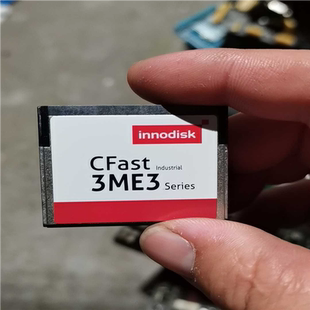 innodisk
CFast Industrial
3ME3 Series